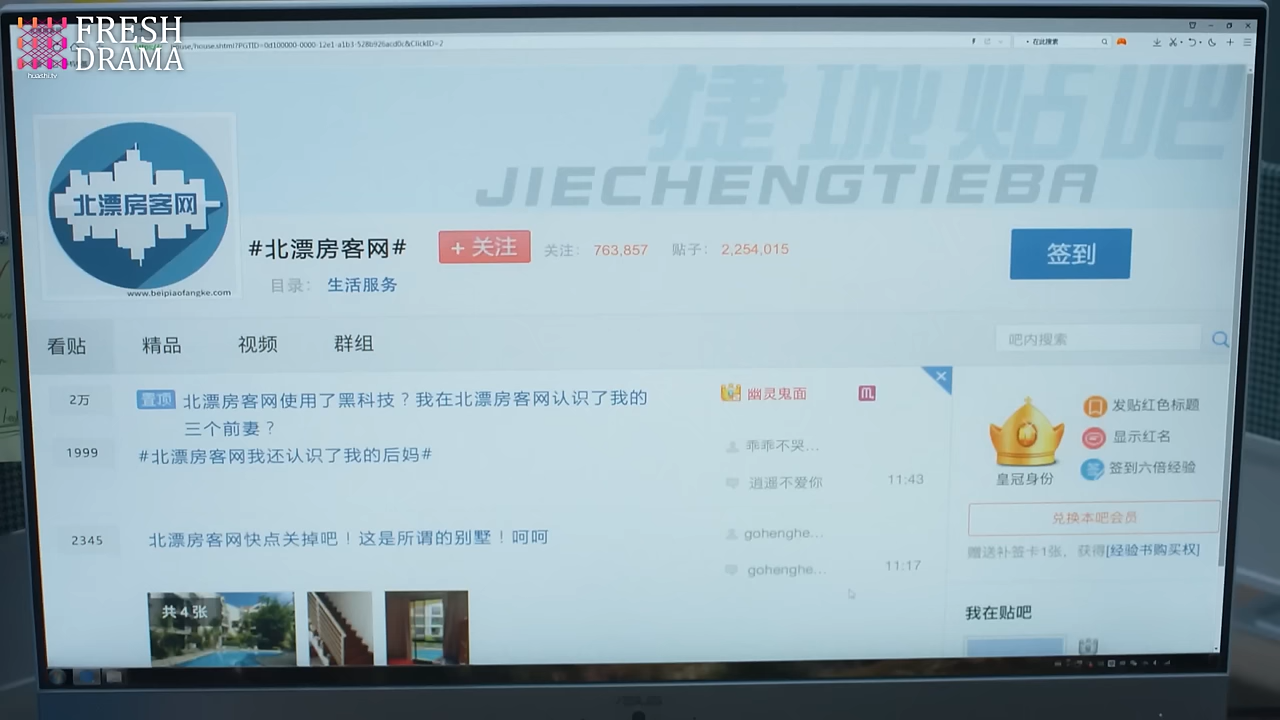 FRESH
DRAMA
huashi.tv
在此搜索
捷城贴吧
JIECHENGTIEBA
北漂房客网
www.beipiaofangke.com
#北漂房客网#
+ 关注
关注： 763,857
贴子： 2,254,015
签到
目录： 生活服务
看贴
精品
视频
群组
吧内搜索
2万
置顶 北漂房客网使用了黑科技？我在北漂房客网认识了我的
三个前妻？
幽灵鬼面
1999
#北漂房客网我还认识了我的后妈#
乖乖不哭...
逍遥不爱你
11:43
2345
北漂房客网快点关掉吧！这是所谓的别墅！呵呵
gohenghe...
gohenghe...
11:17
共4张
皇冠身份
发贴红色标题
显示红名
签到六倍经验
兑换本吧会员
赠送补签卡1张，获得[经验书购买权]
我在贴吧